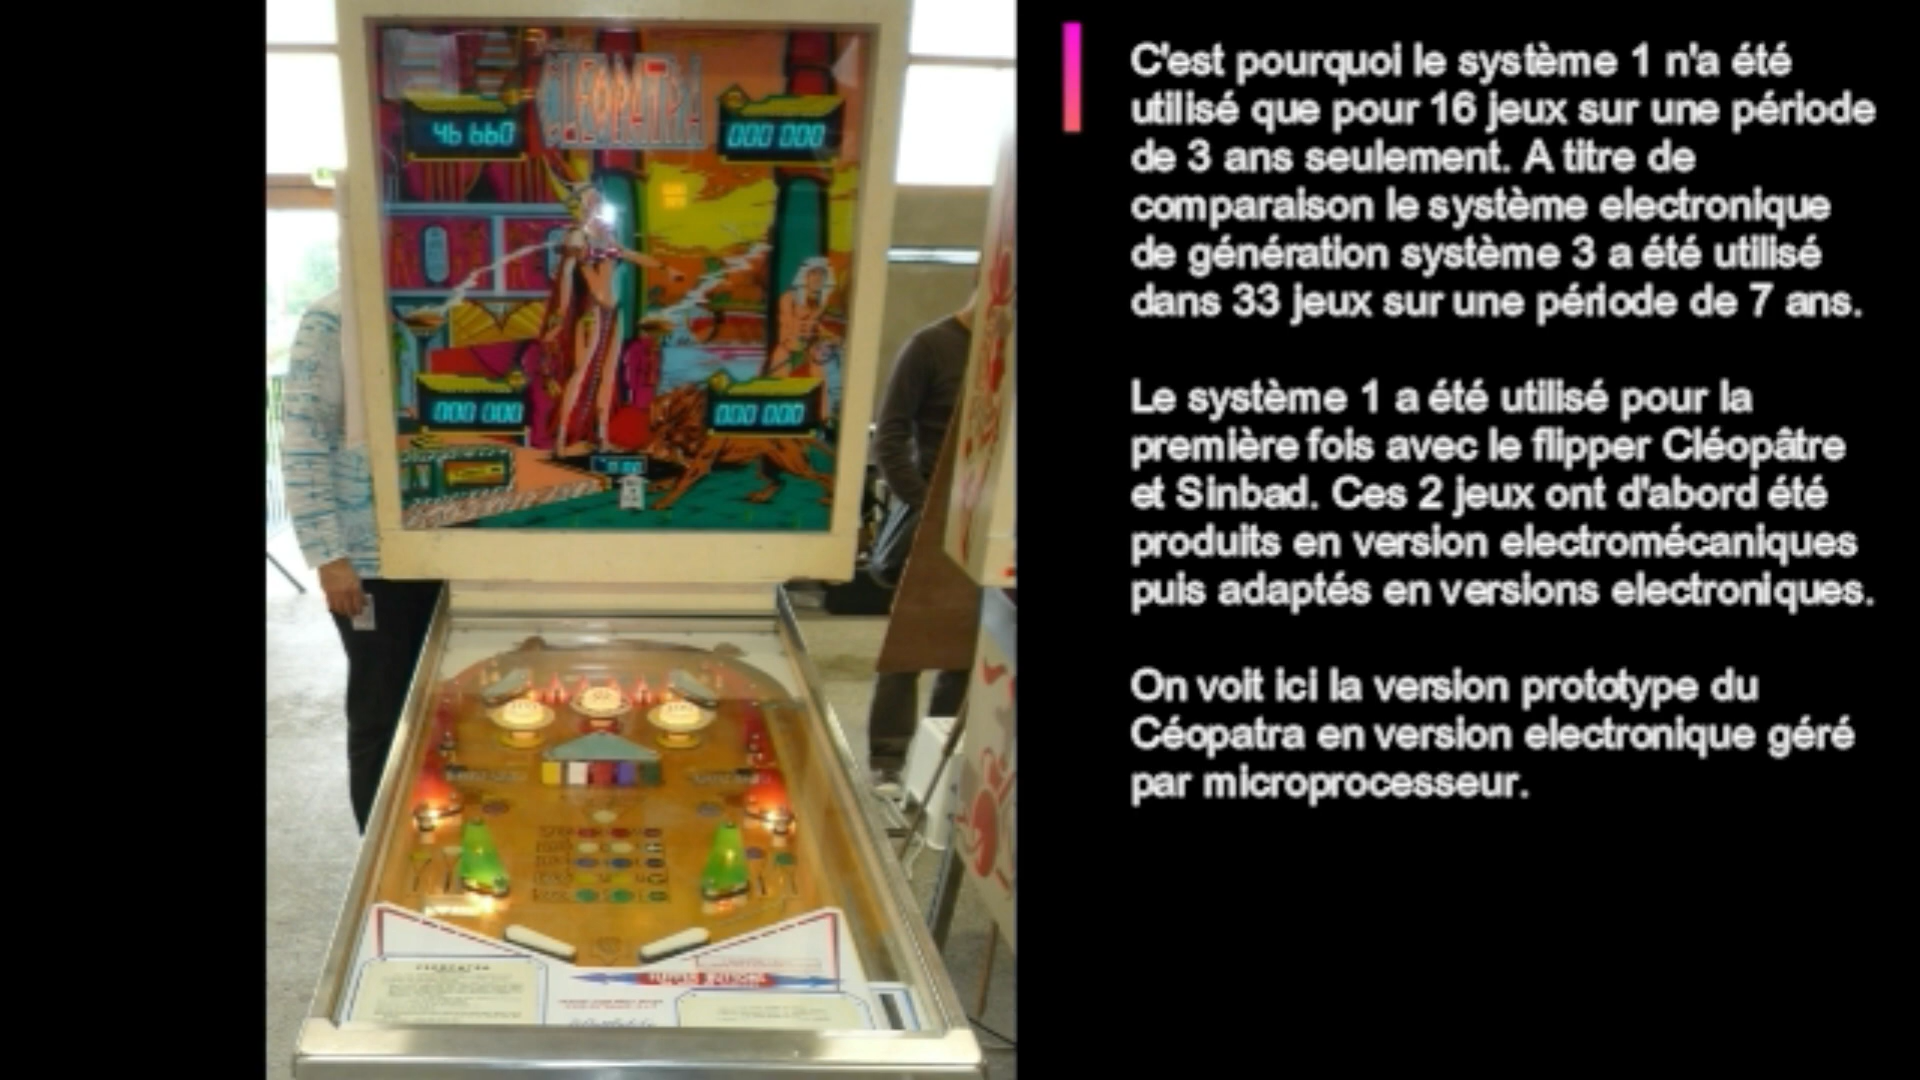 CLEOPATRA
46 660
000 000
000 000
000 000
C'est pourquoi le système 1 n'a été
utilisé que pour 16 jeux sur une période
de 3 ans seulement. A titre de
comparaison le système electronique
de génération système 3 a été utilisé
dans 33 jeux sur une période de 7 ans.
Le système 1 a été utilisé pour la
première fois avec le flipper Cléopâtre
et Sinbad. Ces 2 jeux ont d'abord été
produits en version electromécaniques
puis adaptés en versions electroniques.
On voit ici la version prototype du
Céopatra en version electronique géré
par microprocesseur.
CLEOPATRA